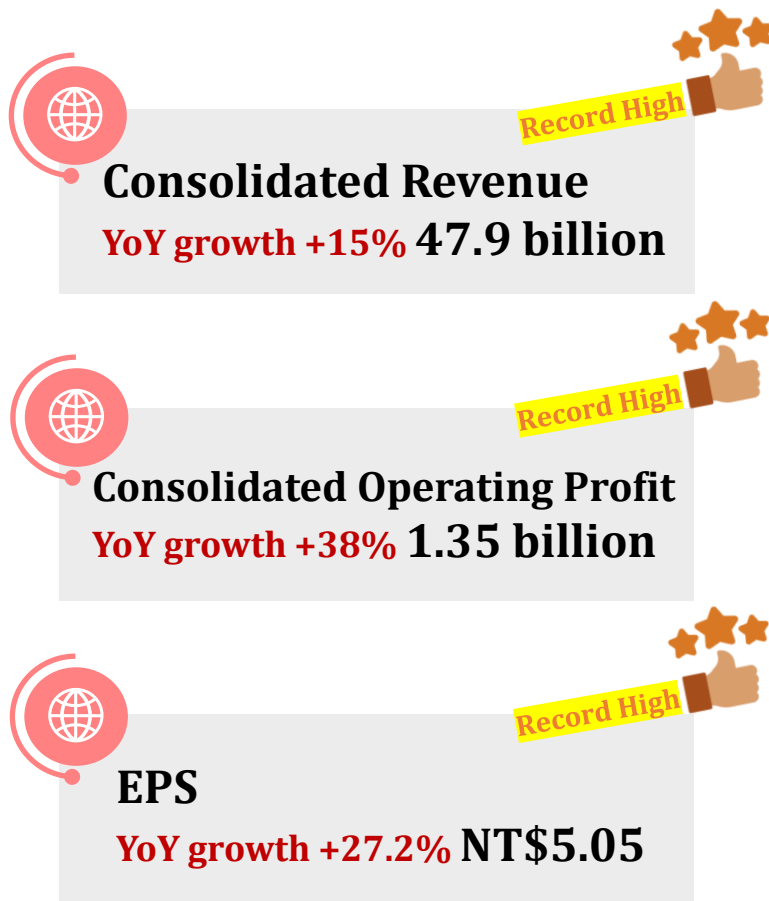 Record High
Consolidated Revenue
YoY growth +15% 47.9 billion
Record High
Consolidated Operating Profit
YoY growth +38% 1.35 billion
Record High
EPS
YoY growth +27.2% NT$5.05